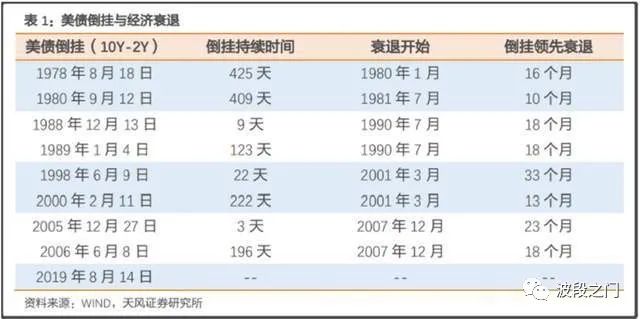 表 1：美债倒挂与经济衰退
美债倒挂（10Y-2Y） 倒挂持续时间 衰退开始 倒挂领先衰退
1978 年 8 月 18 日 425 天 1980 年 1 月 16 个月
1980 年 9 月 12 日 409 天 1981 年 7 月 10 个月
1988 年 12 月 13 日 9 天 1990 年 7 月 18 个月
1989 年 1 月 4 日 123 天 1990 年 7 月 18 个月
1998 年 6 月 9 日 22 天 2001 年 3 月 33 个月
2000 年 2 月 11 日 222 天 2001 年 3 月 13 个月
2005 年 12 月 27 日 3 天 2007 年 12 月 23 个月
2006 年 6 月 8 日 196 天 2007 年 12 月 18 个月
2019 年 8 月 14 日 -- -- --
资料来源：WIND，天风证券研究所
波段之门